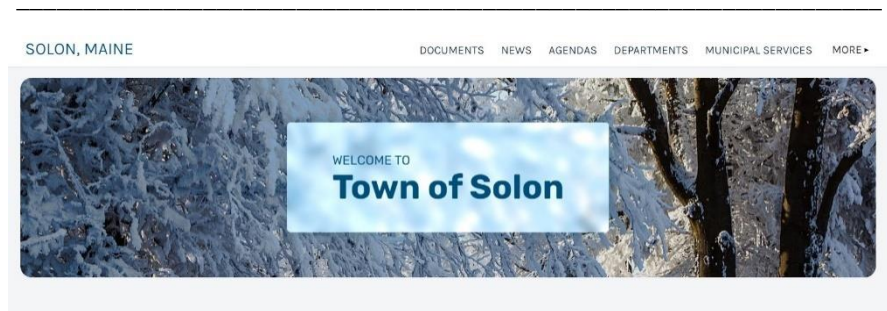 SOLON, MAINE
DOCUMENTS NEWS AGENDAS DEPARTMENTS MUNICIPAL SERVICES MORE ▸
WELCOME TO
Town of Solon